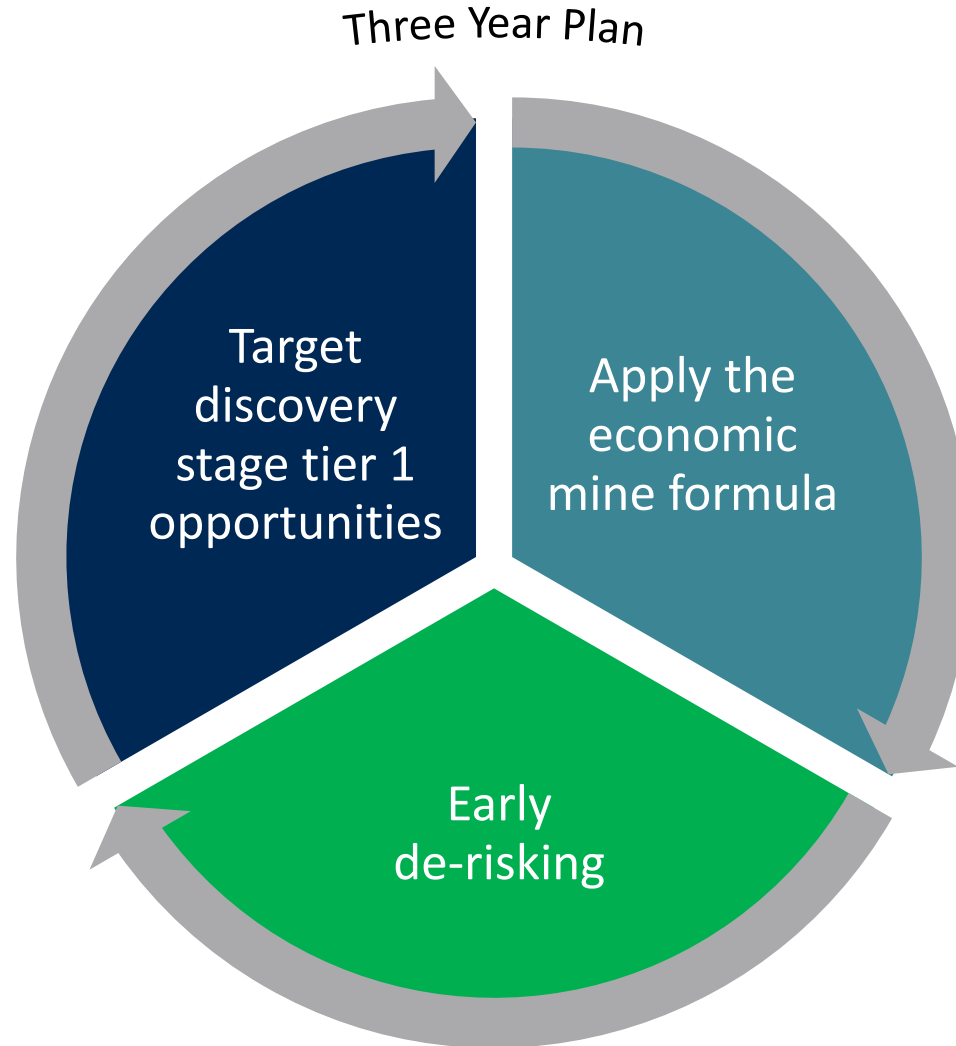 Three Year Plan
Target
discovery
stage tier 1
opportunities
Apply the
economic
mine formula
Early
de-risking